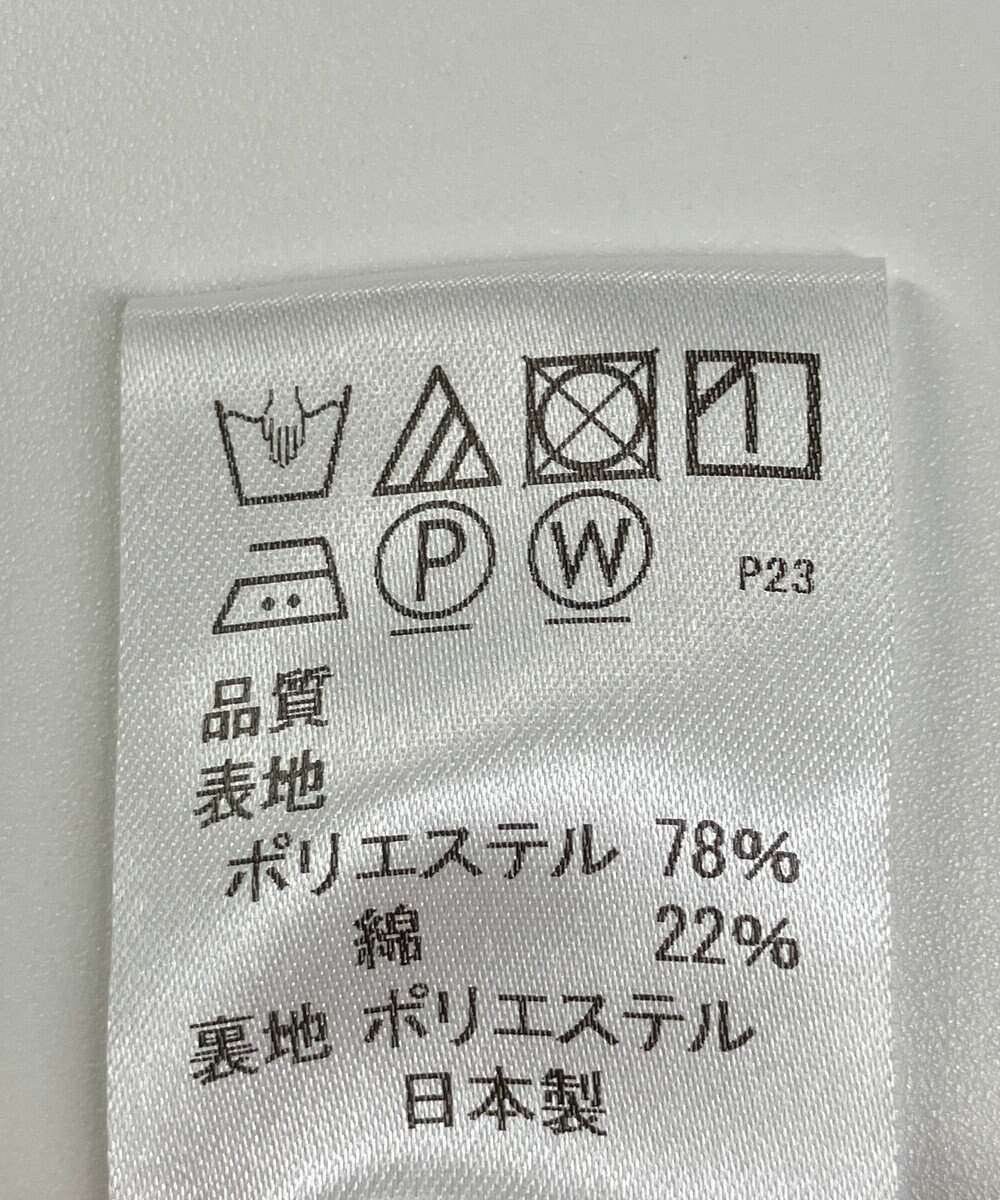 P W P23
品質
表地
ポリエステル 78%
綿 22%
裏地 ポリエステル
日本製